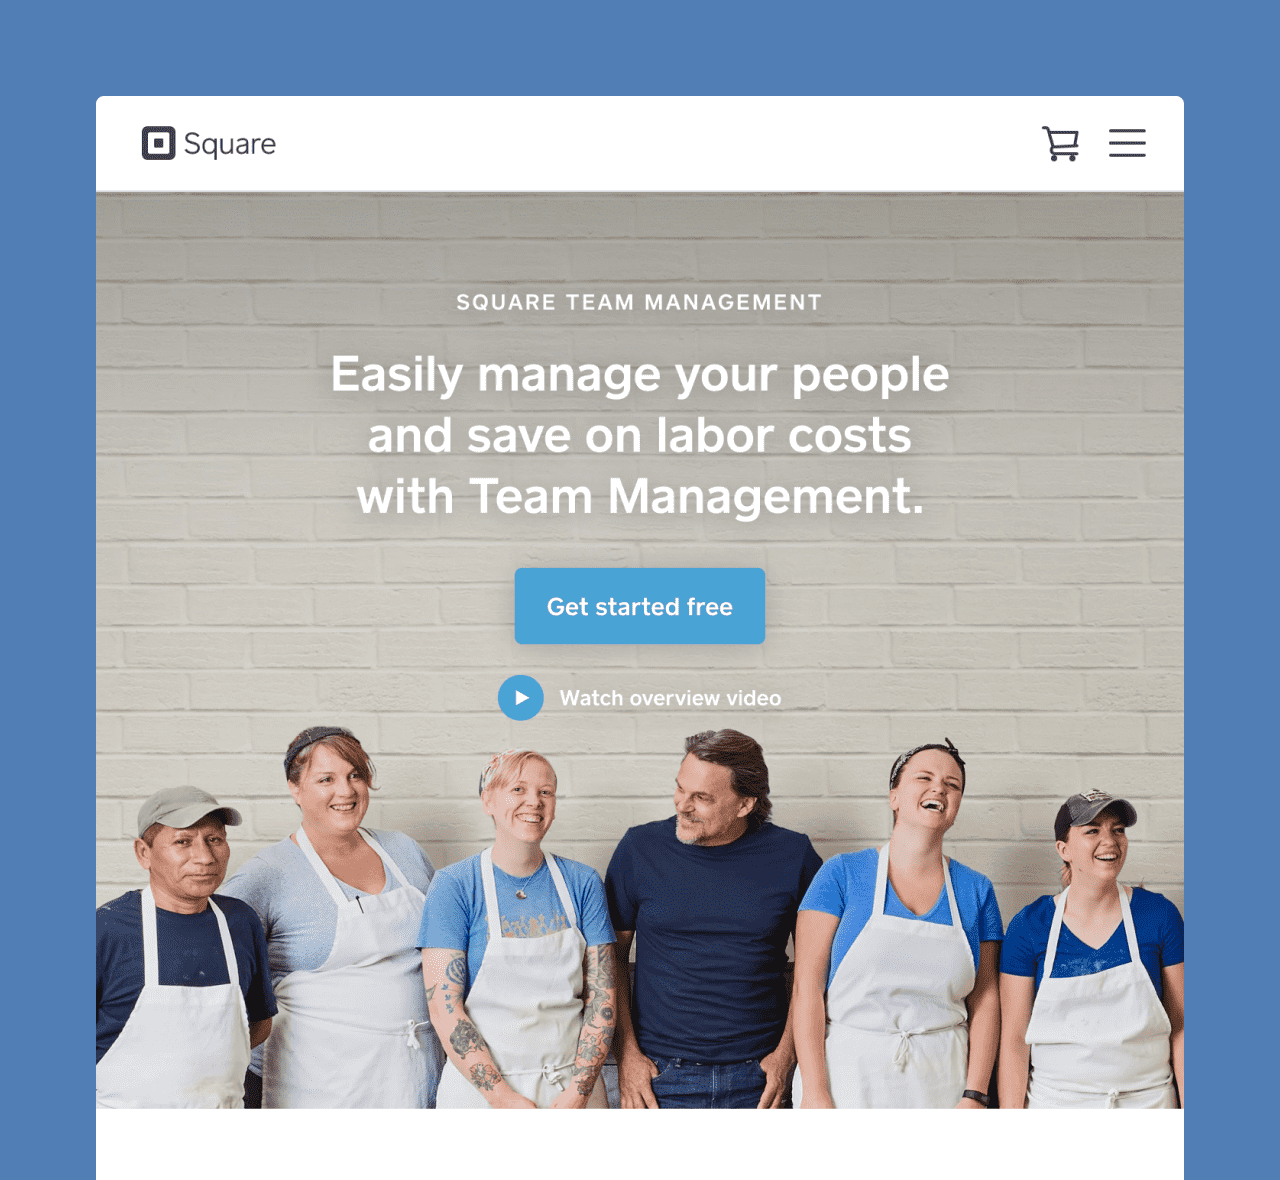 Square
SQUARE TEAM MANAGEMENT
Easily manage your people
and save on labor costs
with Team Management.
Get started free
Watch overview video